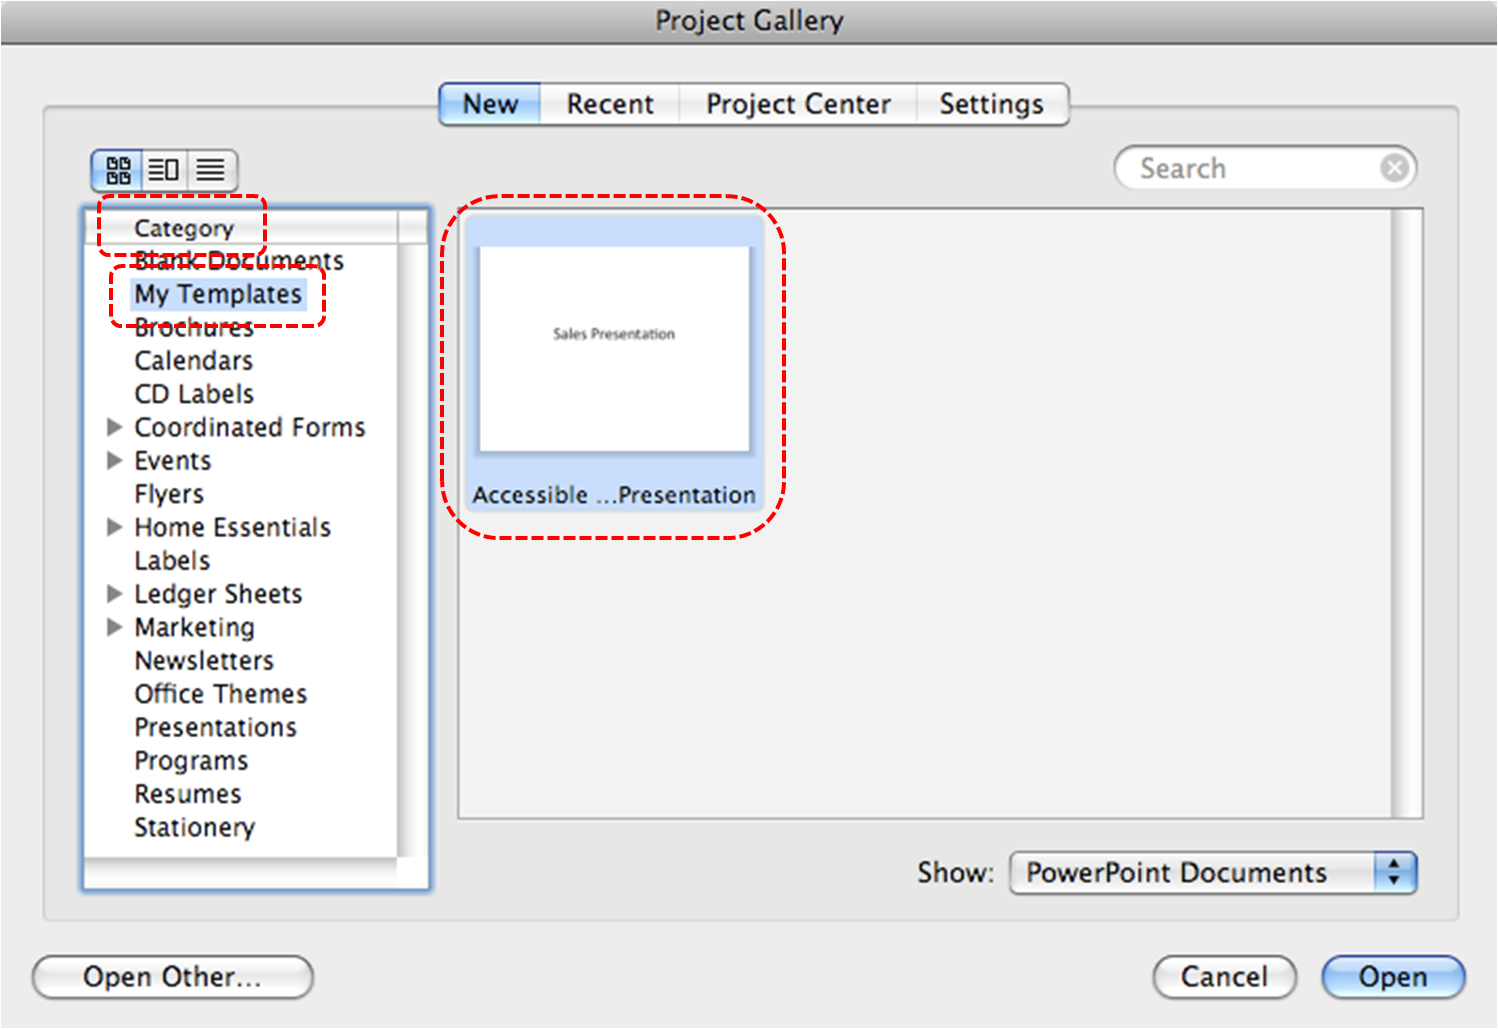 Project Gallery
New Recent Project Center Settings
Search
Category
Blank Documents
My Templates
Brochures
Calendars
CD Labels
Coordinated Forms
Events
Flyers
Home Essentials
Labels
Ledger Sheets
Marketing
Newsletters
Office Themes
Presentations
Programs
Resumes
Stationery
Sales Presentation
Accessible ...Presentation
Show: PowerPoint Documents
Open Other... Cancel Open